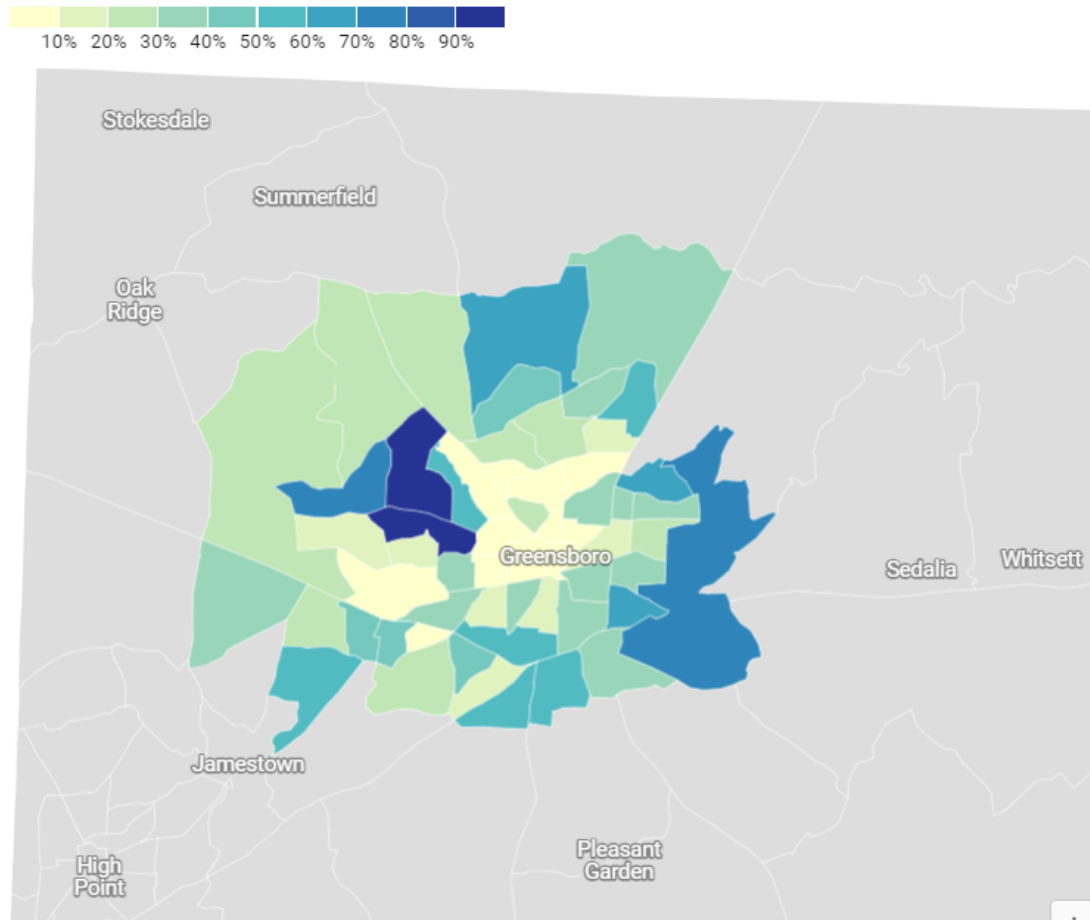 10% 20% 30% 40% 50% 60% 70% 80% 90%
Stokesdale
Summerfield
Oak
Ridge
Greensboro
Sedalia
Whitsett
Jamestown
Pleasant
Garden
High
Point